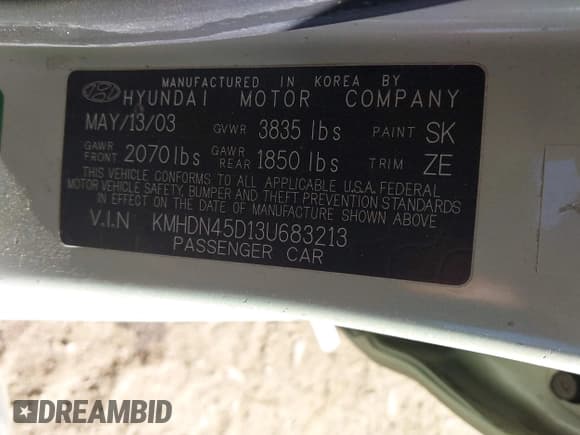 MANUFACTURED IN KOREA BY
HYUNDAI MOTOR COMPANY
MAY/13/03 GVWR 3835 lbs PAINT SK
GAWR FRONT 2070 lbs GAWR REAR 1850 lbs TRIM ZE
THIS VEHICLE CONFORMS TO ALL APPLICABLE U.S.A. FEDERAL
MOTOR VEHICLE SAFETY, BUMPER AND THEFT PREVENTION STANDARDS
IN EFFECT ON THE DATE OF MANUFACTURE SHOWN ABOVE
V.I.N KMHDN45D13U683213
PASSENGER CAR
DREAMBID